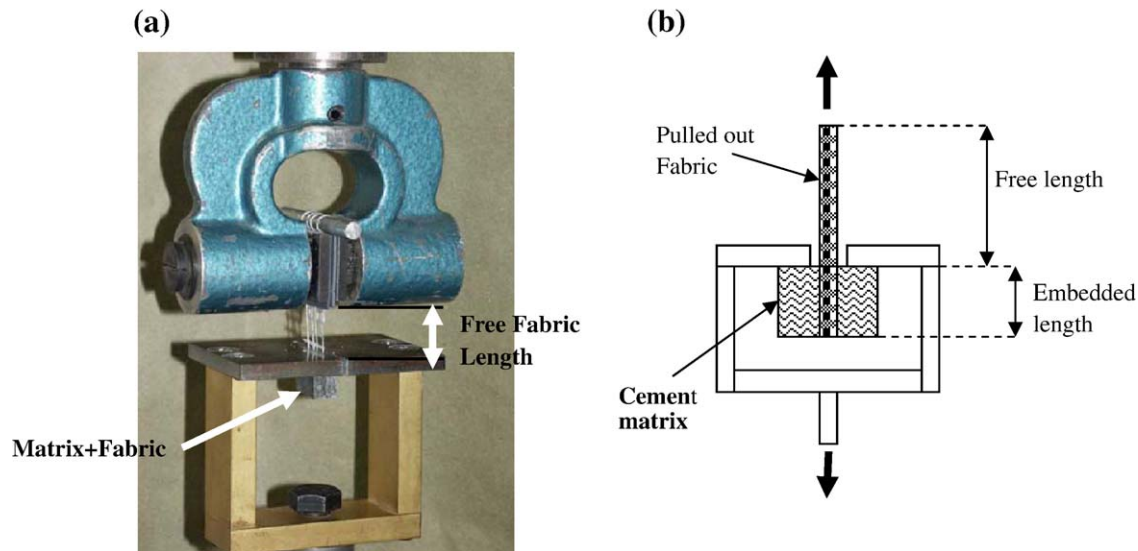 (a)
Free Fabric
Length
Matrix+Fabric
(b)
Pulled out
Fabric
Free length
Embedded
length
Cement
matrix